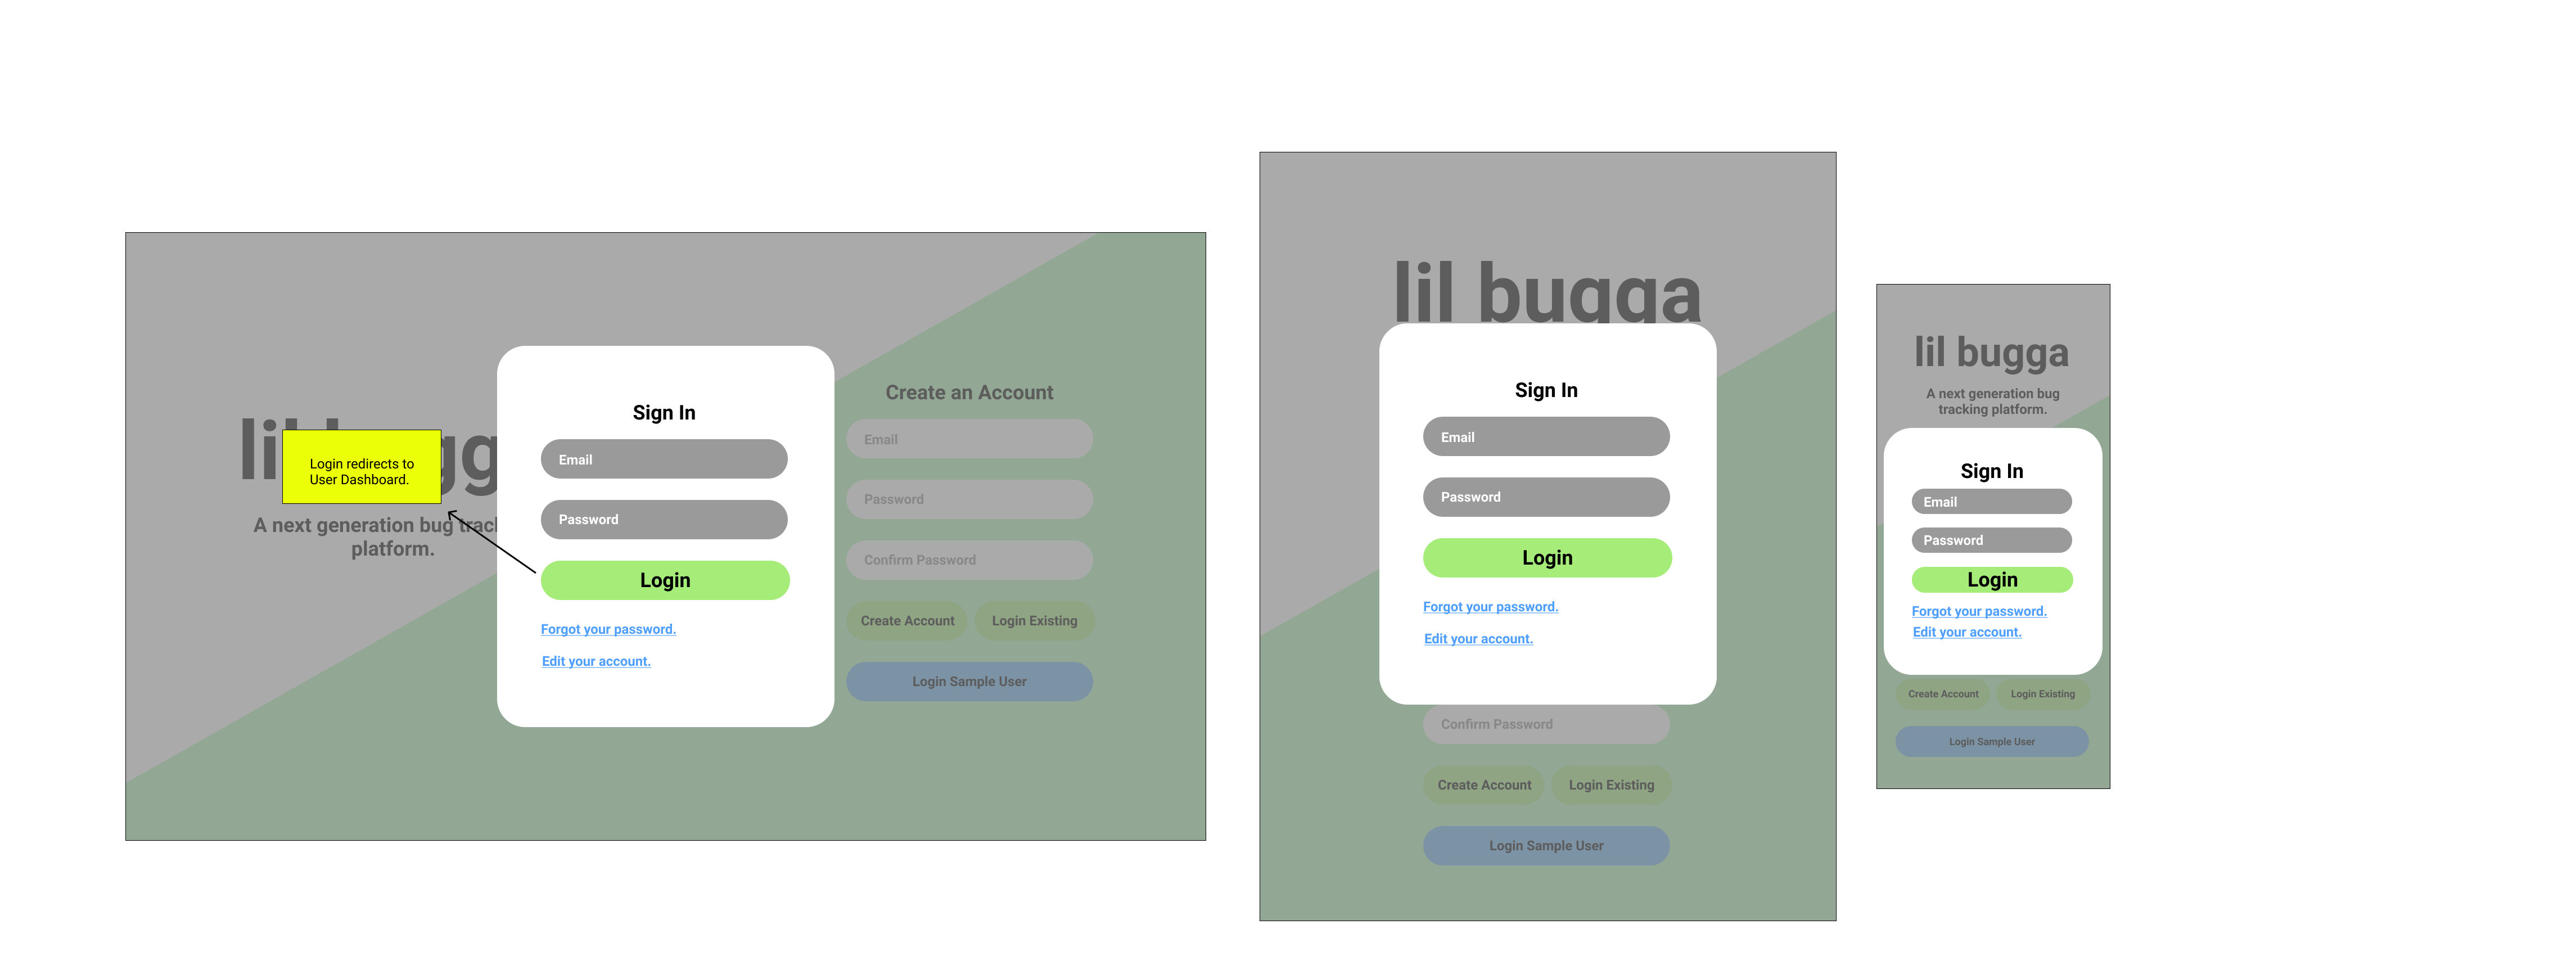 Login redirects to
User Dashboard.
A next generation bug
platform.
Sign In
Email
Password
Login
Forgot your password.
Edit your account.
Create an Account
Email
Password
Confirm Password
Create Account
Login Existing
Login Sample User
lil bugga
Sign In
Email
Password
Login
Forgot your password.
Edit your account.
Confirm Password
Create Account
Login Existing
Login Sample User
lil bugga
A next generation bug
tracking platform.
Sign In
Email
Password
Login
Forgot your password.
Edit your account.
Create Account
Login Existing
Login Sample User